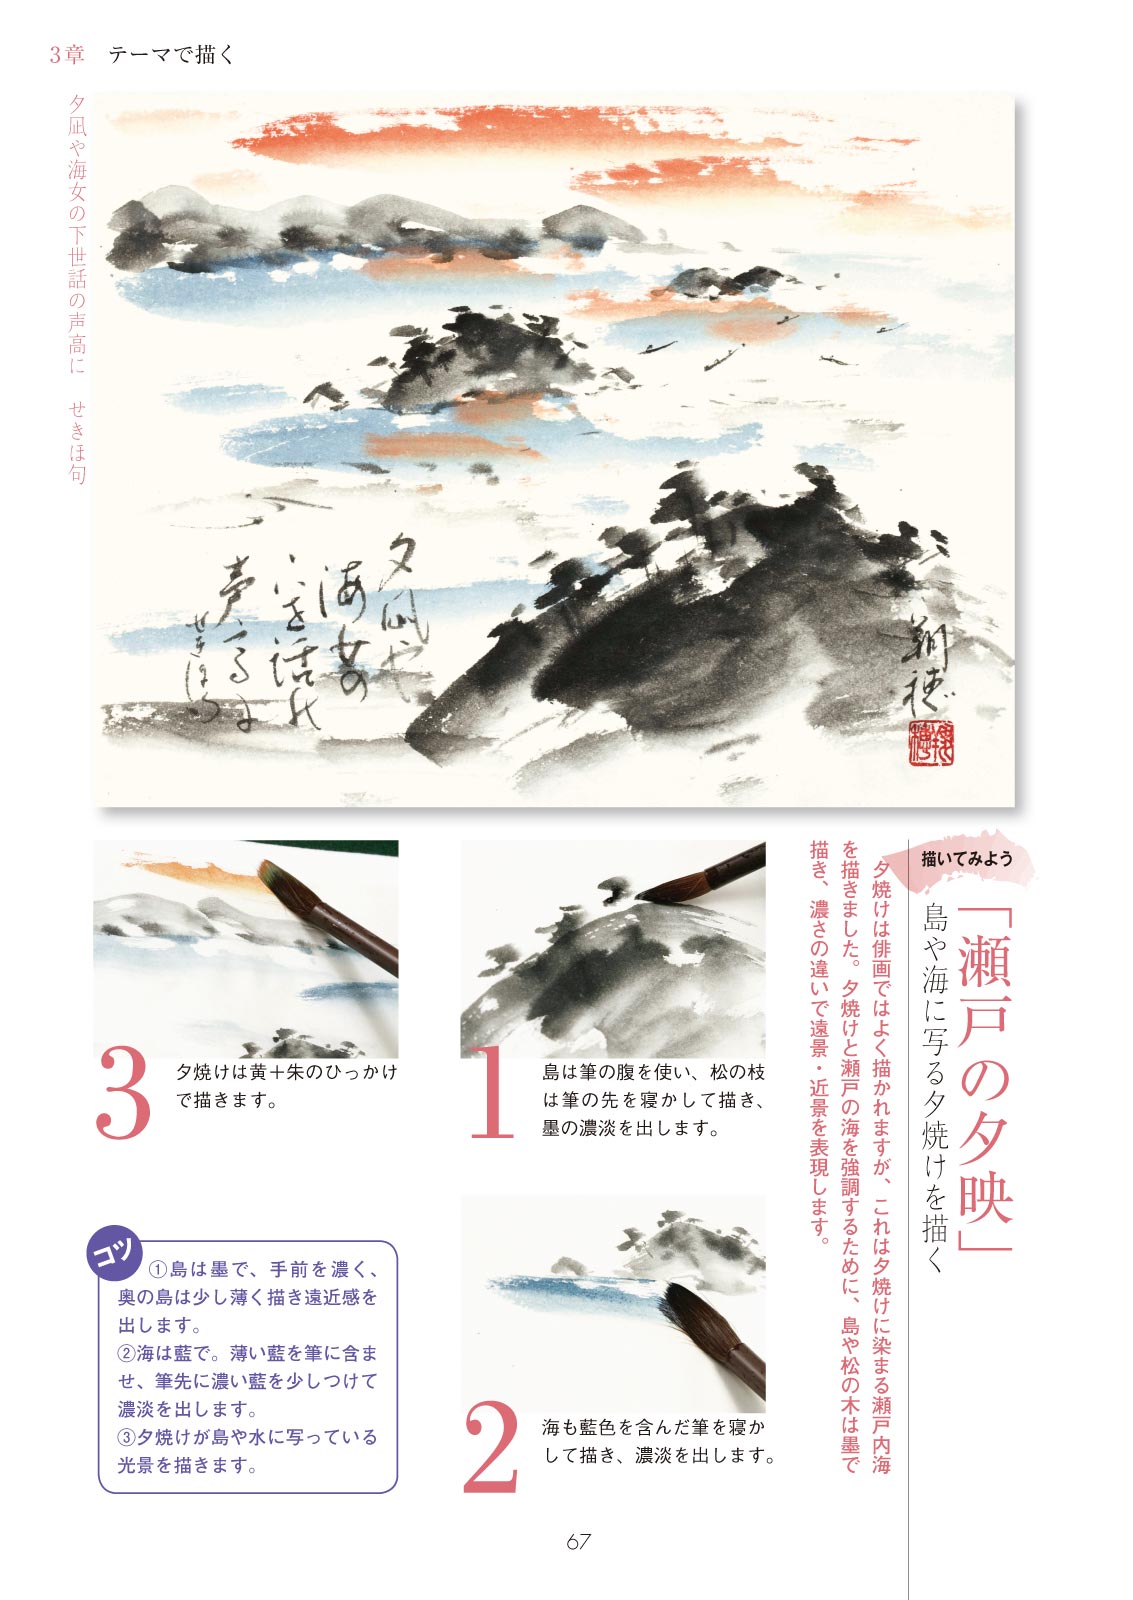 3章 テーマで描く
夕凪や海女の下世話の声高に せきほ句
夕凪や
海女の
声高に
せきほ句
翔穂
描いてみよう
「瀬戸の夕映」
島や海に写る夕焼けを描く
夕焼けは俳画ではよく描かれますが、これは夕焼けに染まる瀬戸内海
を描きました。夕焼けと瀬戸の海を強調するために、島や松の木は墨で
描き、濃さの違いで遠景・近景を表現します。
1
島は筆の腹を使い、松の枝
は筆の先を寝かして描き、
墨の濃淡を出します。
2
海も藍色を含んだ筆を寝か
して描き、濃淡を出します。
3
夕焼けは黄＋朱のひっかけ
で描きます。
コツ
①島は墨で、手前を濃く、
奥の島は少し薄く描き遠近感を
出します。
②海は藍で。薄い藍を筆に含ま
せ、筆先に濃い藍を少しつけて
濃淡を出します。
③夕焼けが島や水に写っている
光景を描きます。
67